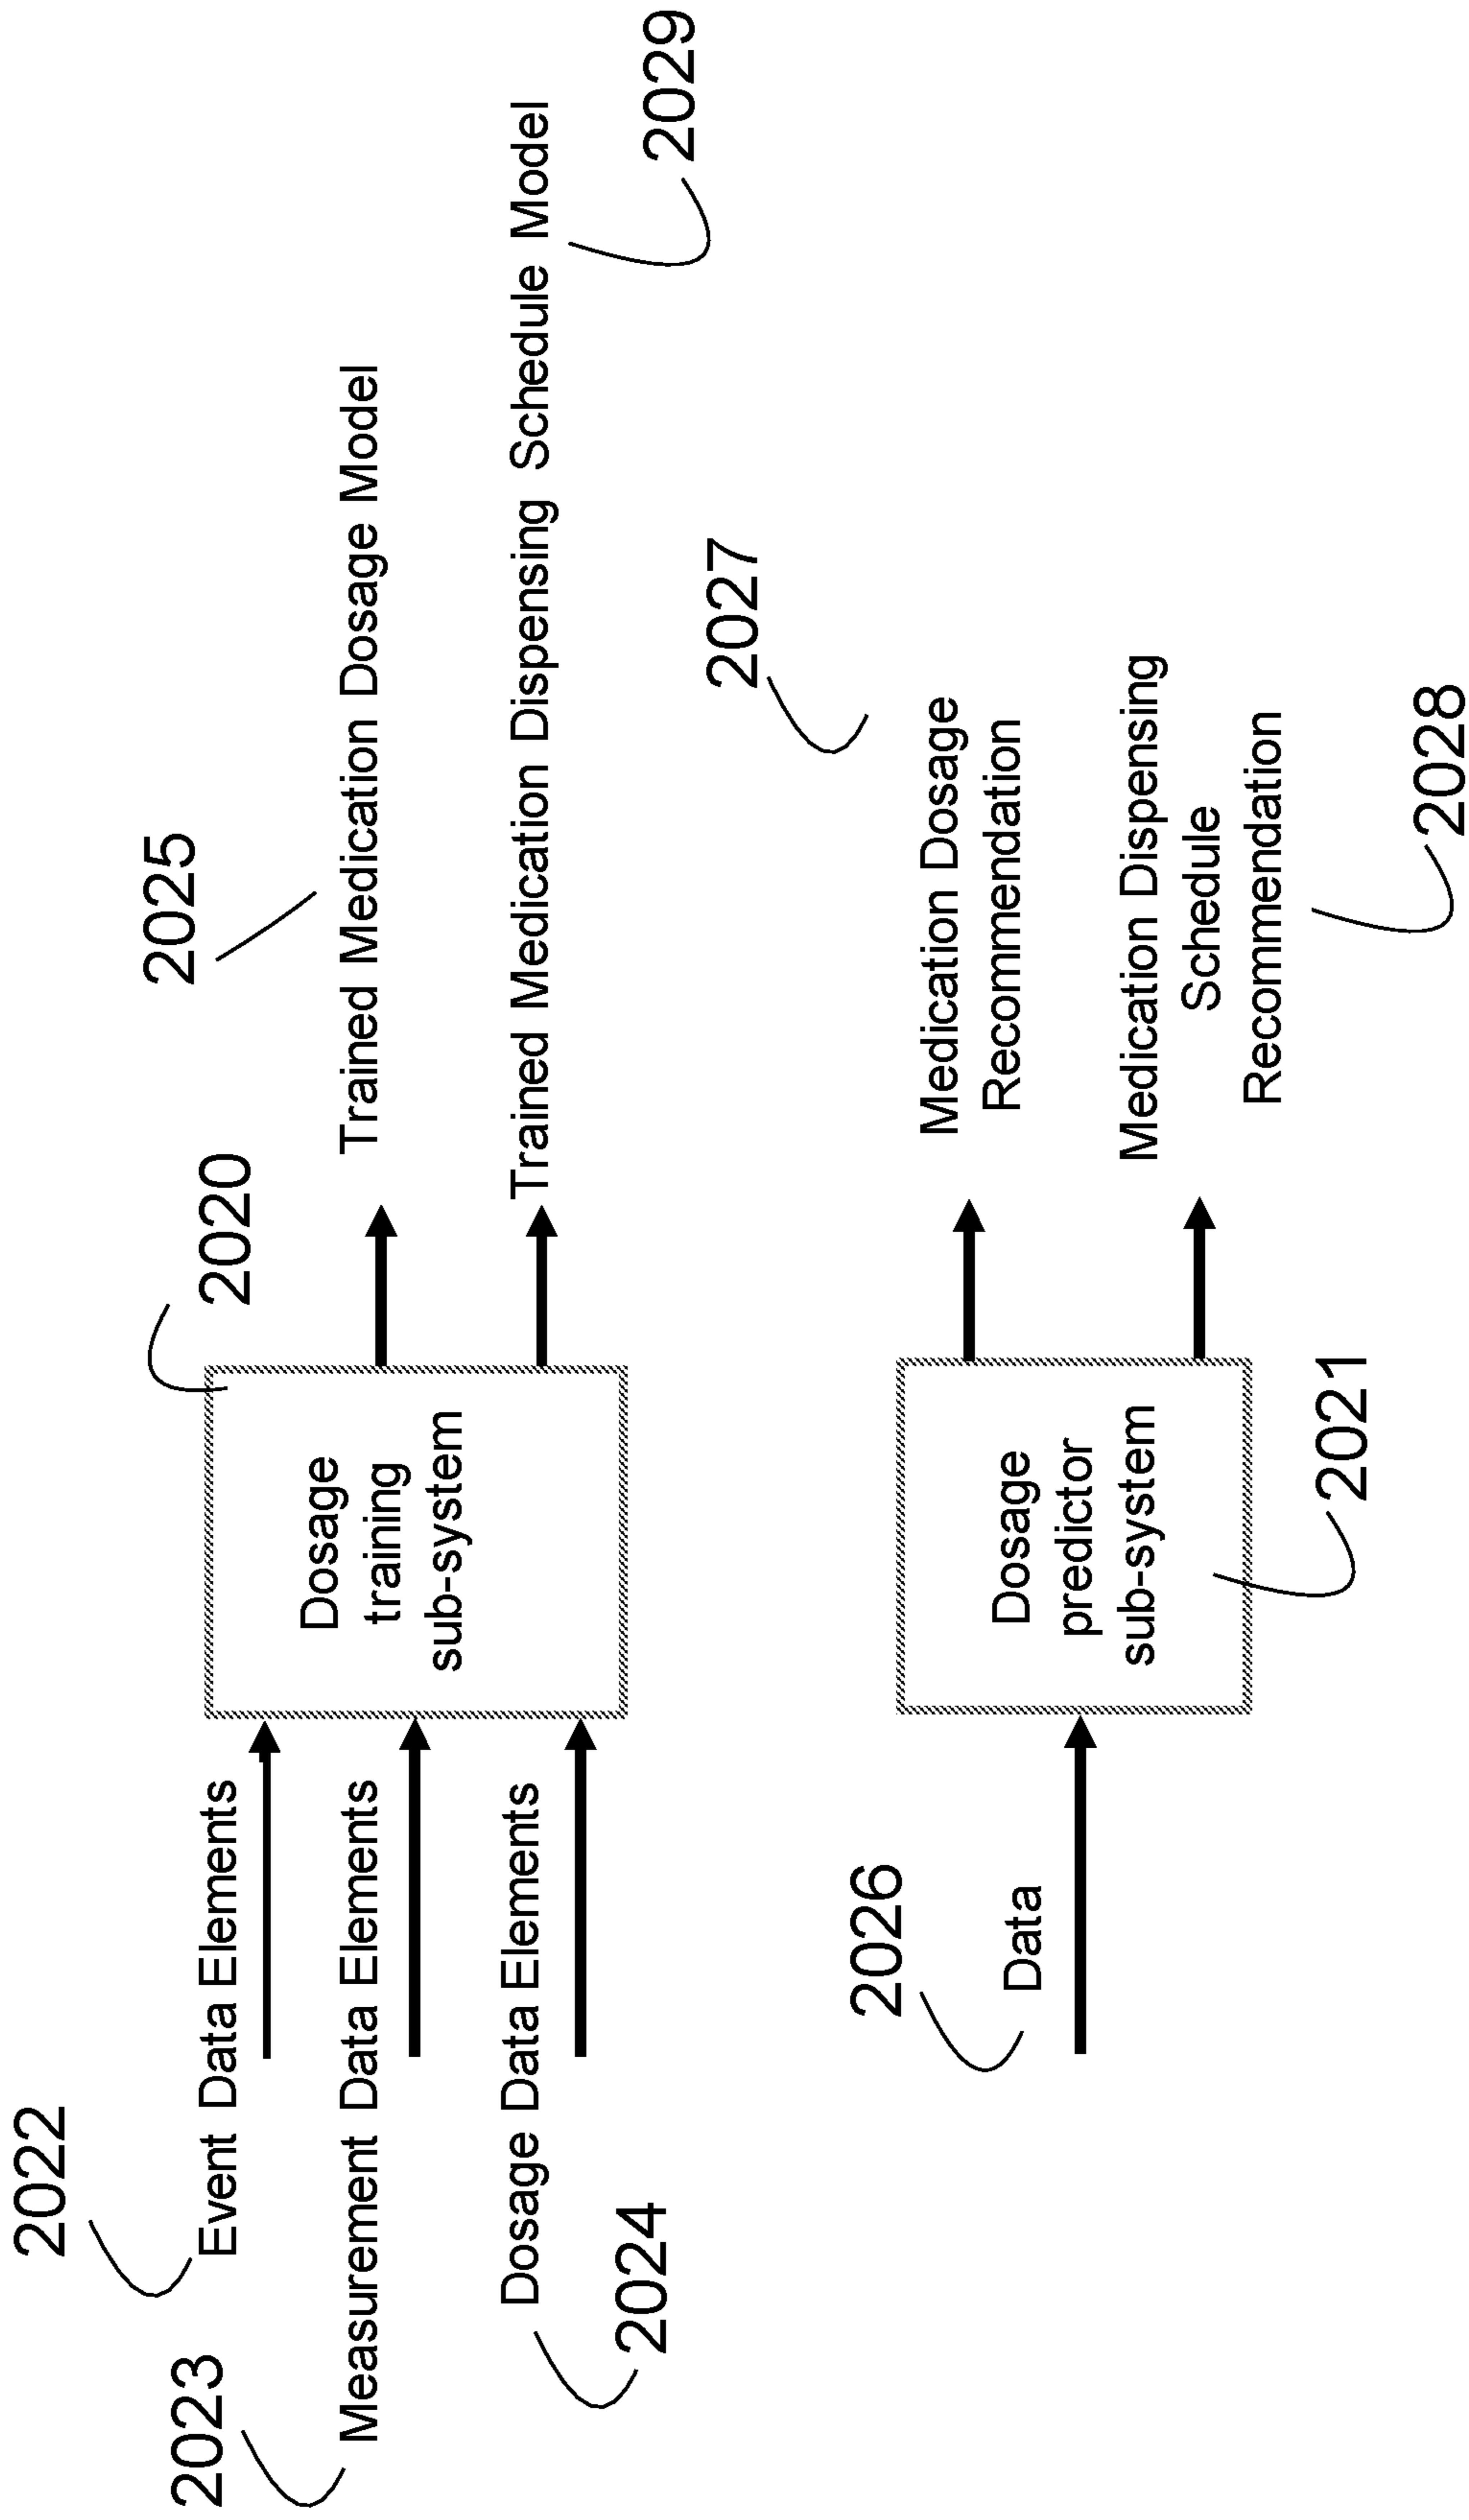 2022
Event Data Elements
2023
Measurement Data Elements
Dosage Data Elements
2024
Dosage
training
sub-system
2020
2025
Trained Medication Dosage Model
Trained Medication Dispensing Schedule Model
2029
2026
Data
Dosage
predictor
sub-system
2021
2027
Medication Dosage
Recommendation
Medication Dispensing
Schedule
Recommendation
2028